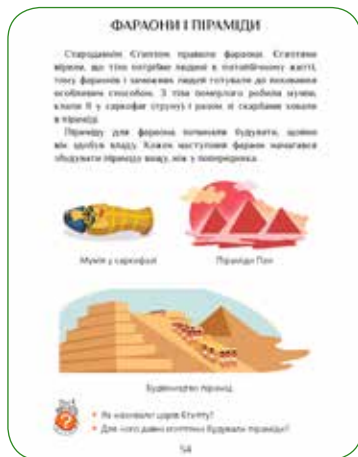 ФАРАОНИ І ПІРАМІДИ
Стародавнім Єгиптом правили фараони. Єгиптяни
вірили, що тіло потрібне людині в потойбічному житті,
тому фараонів і заможних людей готували до поховання
особливим способом. З тіла померлого робили мумію,
клали її у саркофаг (труну) і разом зі скарбами ховали
в піраміді.
Піраміду для фараона починали будувати, щойно
він здобув владу. Кожен наступний фараон намагався
збудувати піраміду вищу, ніж у попередника.
Мумія у саркофазі
Піраміди Гізи
Будівництво пірамід
Як називали царів Єгипту?
Для чого давні єгиптяни будували піраміди?
54